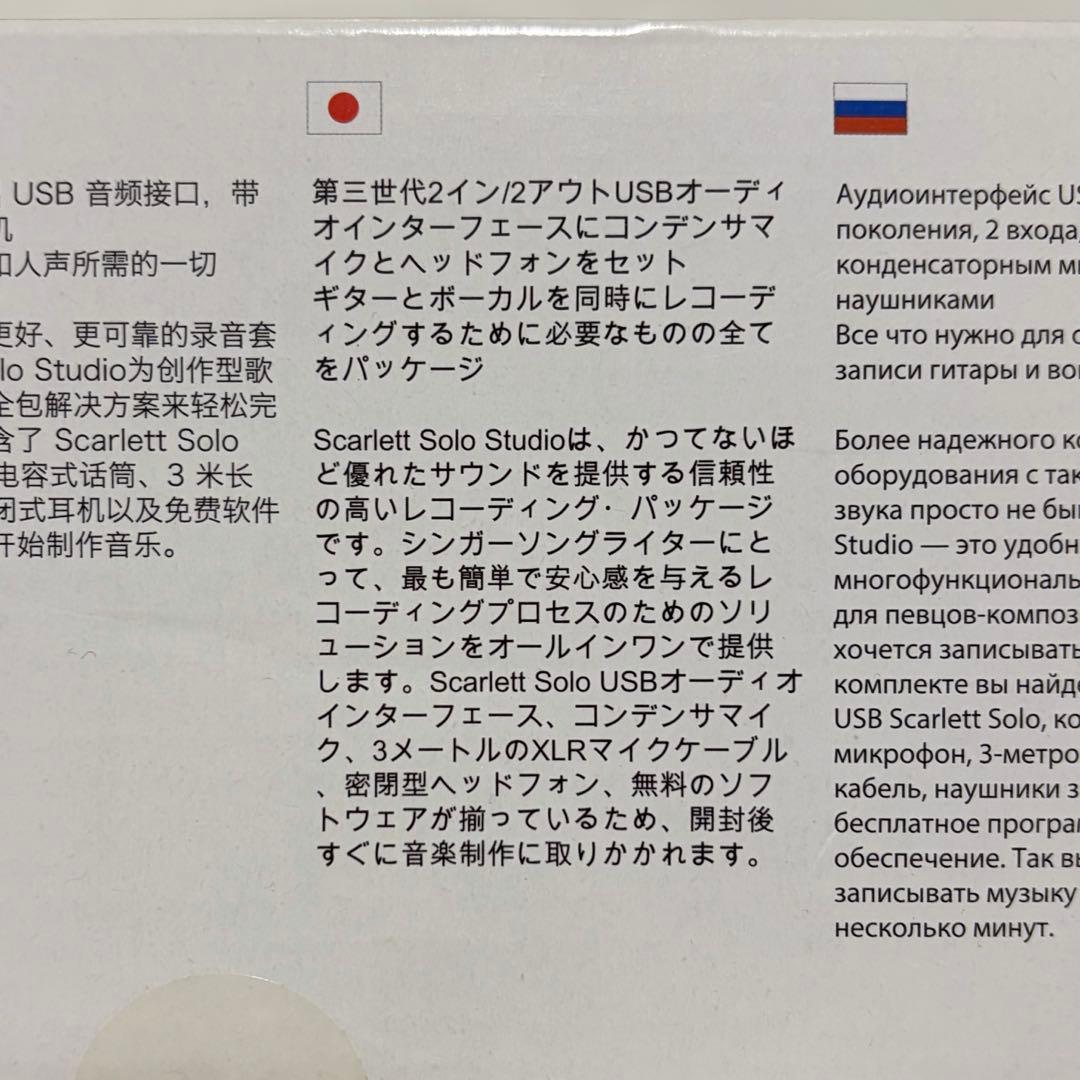 USB 音频接口，带
机
和人声所需的一切
更好、更可靠的录音套
lo Studio为创作型歌
全包解决方案来轻松完
含了 Scarlett Solo
电容式话筒、3 米长
闭式耳机以及免费软件
开始制作音乐。
第三世代2イン/2アウトUSBオーディ
オインターフェースにコンデンサマ
イクとヘッドフォンをセット
ギターとボーカルを同時にレコーデ
ィングするために必要なものの全て
をパッケージ
Scarlett Solo Studioは、かつてないほ
ど優れたサウンドを提供する信頼性
の高いレコーディング・パッケージ
です。シンガーソングライターにと
って、最も簡単で安心感を与えるレ
コーディングプロセスのためのソリ
ューションをオールインワンで提供
します。Scarlett Solo USBオーディオ
インターフェース、コンデンサマイ
ク、3メートルのXLRマイクケーブル
、密閉型ヘッドフォン、無料のソフ
トウェアが揃っているため、開封後
すぐに音楽制作に取りかかれます。
Аудиоинтерфейс US
поколения, 2 входа,
конденсаторным ми
наушниками
Все что нужно для о
записи гитары и вок
Более надежного ко
оборудования с так
звука просто не бы
Studio — это удобн
многофункциональ
для певцов-композ
хочется записывать
комплекте вы найде
USB Scarlett Solo, ко
микрофон, 3-метро
кабель, наушники з
бесплатное програм
обеспечение. Так вы
записывать музыку
несколько минут.